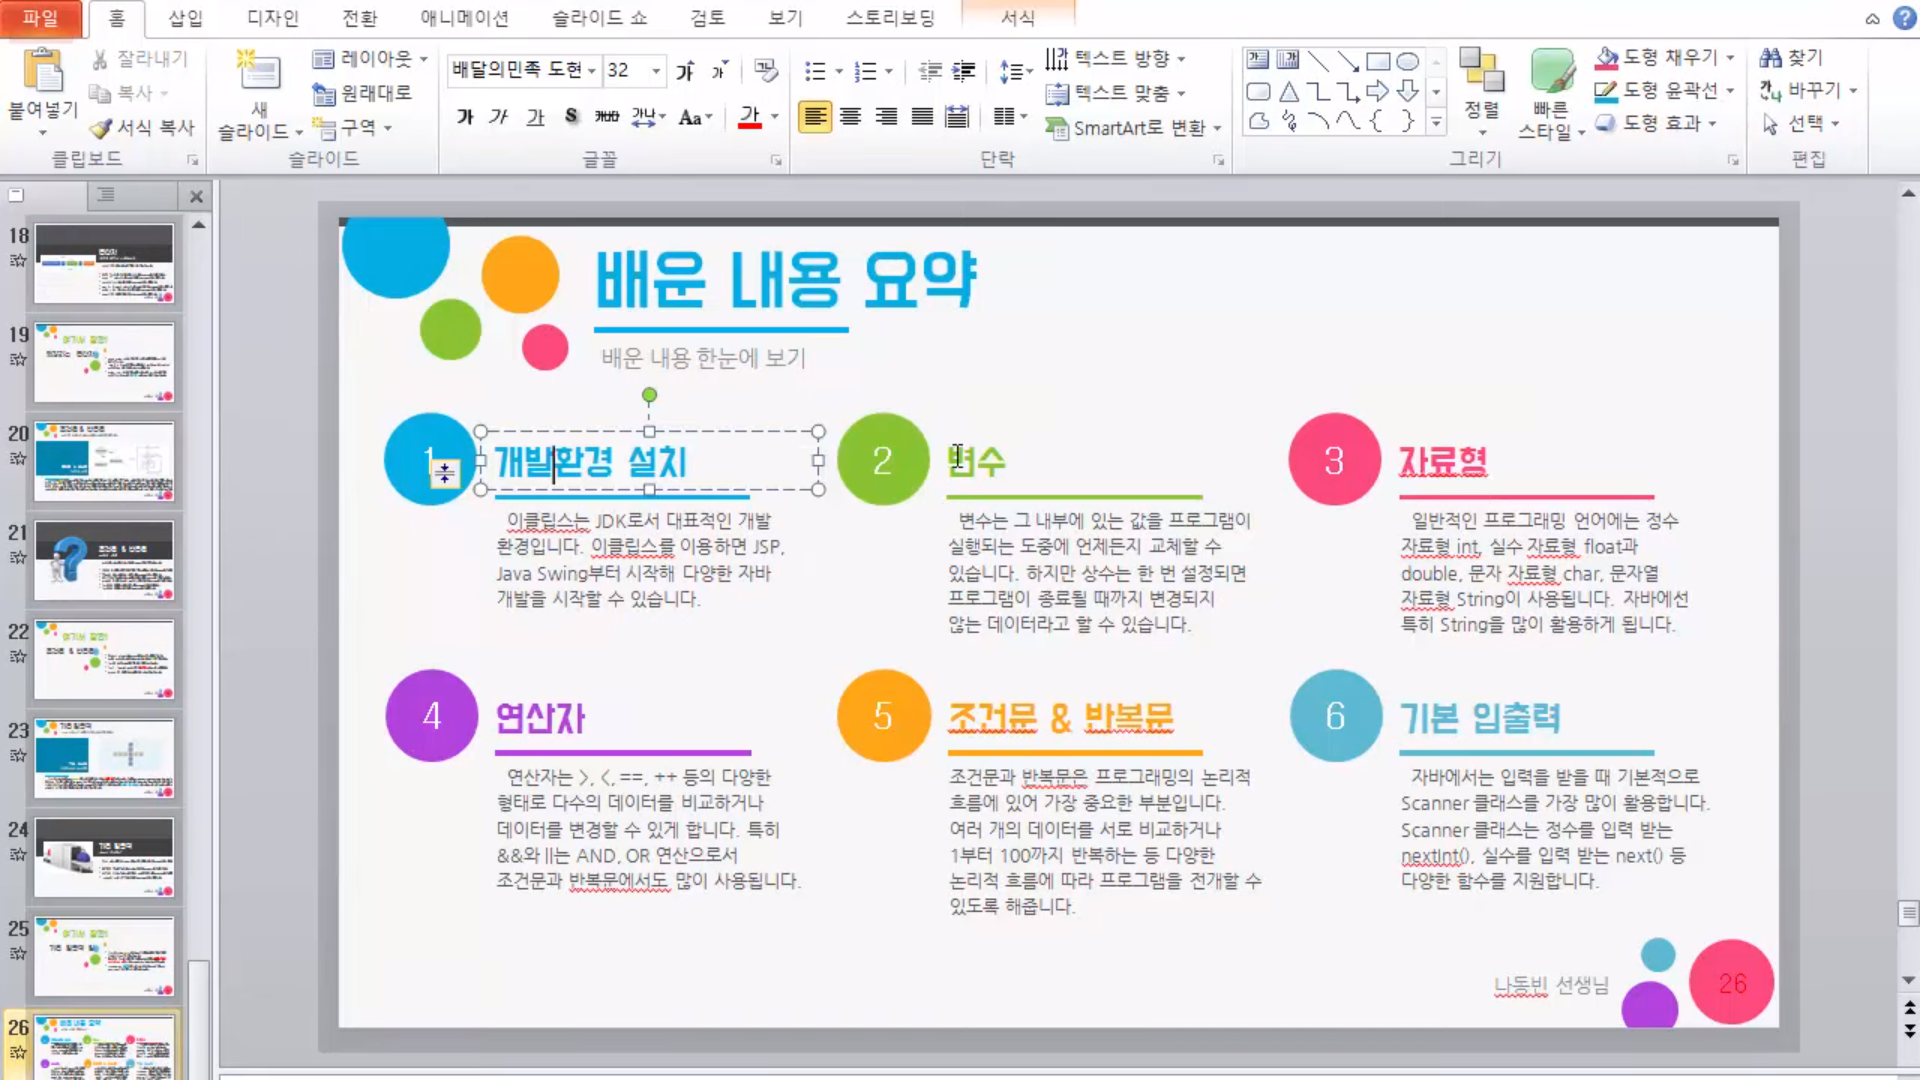 파일 홈 삽입 디자인 전환 애니메이션 슬라이드 쇼 검토 보기 스토리보딩 서식
붙여넣기
잘라내기
복사
서식 복사
클립보드
새
슬라이드
레이아웃
원래대로
구역
슬라이드
배달의민족 도현 32
가 가 가 S 가나 Aa 가
글꼴
텍스트 방향
텍스트 맞춤
SmartArt로 변환
단락
정렬
빠른
스타일
도형 채우기
도형 윤곽선
도형 효과
그리기
찾기
바꾸기
선택
편집
18
19
20
21
22
23
24
25
26
배운 내용 요약
배운 내용 한눈에 보기
1
개발환경 설치
이클립스는 JDK로서 대표적인 개발
환경입니다. 이클립스를 이용하면 JSP,
Java Swing부터 시작해 다양한 자바
개발을 시작할 수 있습니다.
2
변수
변수는 그 내부에 있는 값을 프로그램이
실행되는 도중에 언제든지 교체할 수
있습니다. 하지만 상수는 한 번 설정되면
프로그램이 종료될 때까지 변경되지
않는 데이터라고 할 수 있습니다.
3
자료형
일반적인 프로그래밍 언어에는 정수
자료형 int, 실수 자료형 float과
double, 문자 자료형 char, 문자열
자료형 String이 사용됩니다. 자바에선
특히 String을 많이 활용하게 됩니다.
4
연산자
연산자는 >, <, ==, ++ 등의 다양한
형태로 다수의 데이터를 비교하거나
데이터를 변경할 수 있게 합니다. 특히
&&와 ||는 AND, OR 연산으로서
조건문과 반복문에서도 많이 사용됩니다.
5
조건문 & 반복문
조건문과 반복문은 프로그래밍의 논리적
흐름에 있어 가장 중요한 부분입니다.
여러 개의 데이터를 서로 비교하거나
1부터 100까지 반복하는 등 다양한
논리적 흐름에 따라 프로그램을 전개할 수
있도록 해줍니다.
6
기본 입출력
자바에서는 입력을 받을 때 기본적으로
Scanner 클래스를 가장 많이 활용합니다.
Scanner 클래스는 정수를 입력 받는
nextInt(), 실수를 입력 받는 next() 등
다양한 함수를 지원합니다.
나동빈 선생님
26